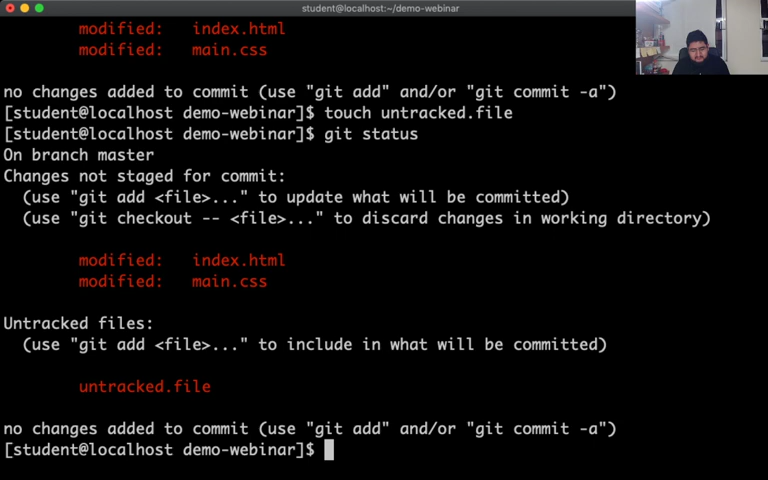 student@localhost:~/demo-webinar
modified: index.html
modified: main.css
no changes added to commit (use "git add" and/or "git commit -a")
[student@localhost demo-webinar]$ touch untracked.file
[student@localhost demo-webinar]$ git status
On branch master
Changes not staged for commit:
(use "git add <file>..." to update what will be committed)
(use "git checkout -- <file>..." to discard changes in working directory)
modified: index.html
modified: main.css
Untracked files:
(use "git add <file>..." to include in what will be committed)
untracked.file
no changes added to commit (use "git add" and/or "git commit -a")
[student@localhost demo-webinar]$